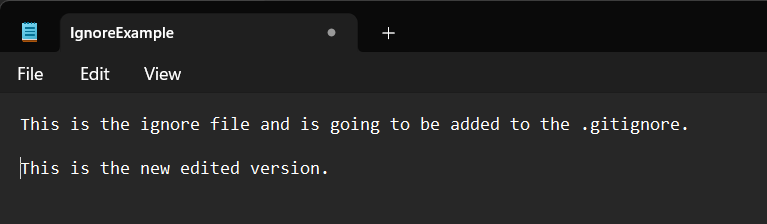 IgnoreExample
File Edit View
This is the ignore file and is going to be added to the .gitignore.
This is the new edited version.